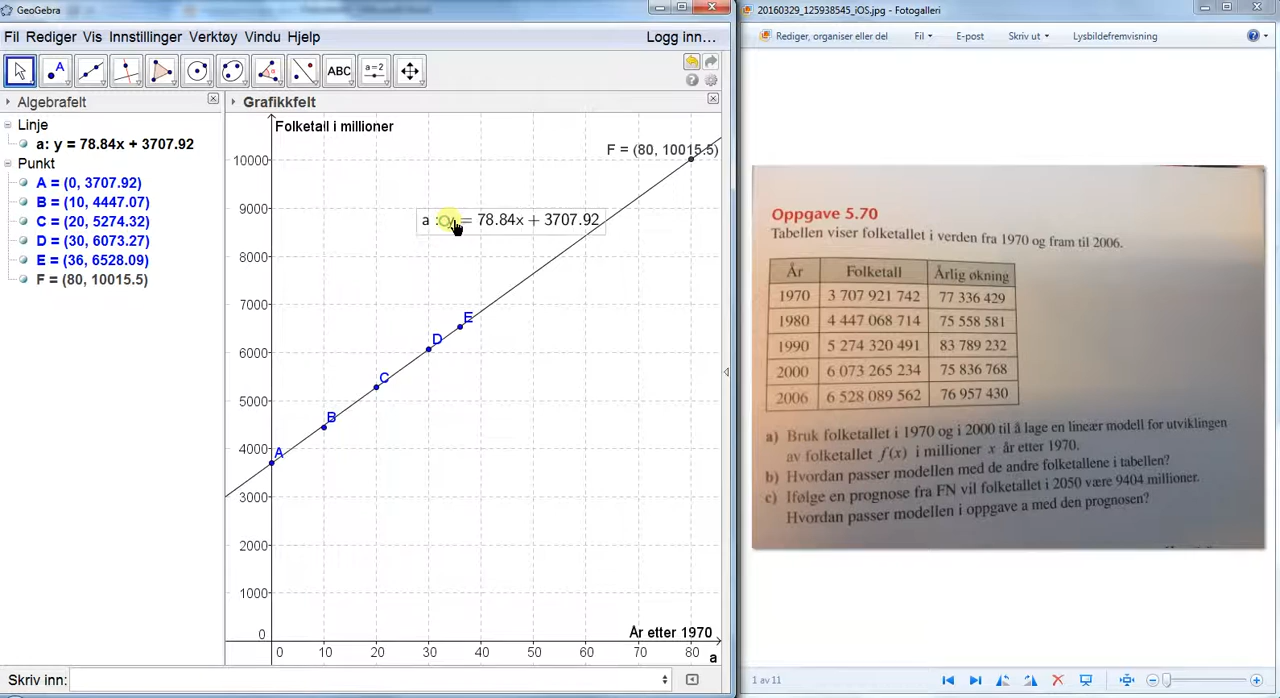 GeoGebra
Fil Rediger Vis Innstillinger Verktøy Vindu Hjelp
Logg inn...
A
ABC
a=2
Algebrafelt
Linje
a: y = 78.84x + 3707.92
Punkt
A = (0, 3707.92)
B = (10, 4447.07)
C = (20, 5274.32)
D = (30, 6073.27)
E = (36, 6528.09)
F = (80, 10015.5)
Grafikkfelt
Folketall i millioner
10000
9000
8000
7000
6000
5000
4000
3000
2000
1000
0
F = (80, 10015.5)
a : y = 78.84x + 3707.92
E
D
C
B
A
År etter 1970
0 10 20 30 40 50 60 70 80
a
Skriv inn:
20160329_125938545_iOS.jpg - Fotogalleri
Rediger, organiser eller del Fil E-post Skriv ut Lysbildefremvisning
Oppgave 5.70
Tabellen viser folketallet i verden fra 1970 og fram til 2006.
År Folketall Årlig økning
1970 3 707 921 742 77 336 429
1980 4 447 068 714 75 558 581
1990 5 274 320 491 83 789 232
2000 6 073 265 234 75 836 768
2006 6 528 089 562 76 957 430
a) Bruk folketallet i 1970 og i 2000 til å lage en lineær modell for utviklingen
av folketallet f(x) i millioner x år etter 1970.
b) Hvordan passer modellen med de andre folketallene i tabellen?
c) Ifølge en prognose fra FN vil folketallet i 2050 være 9404 millioner.
Hvordan passer modellen i oppgave a med den prognosen?
1 av 11